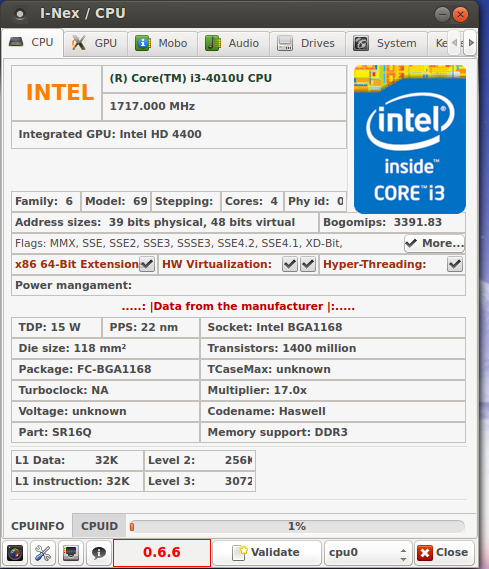 I-Nex / CPU
CPU GPU Mobo Audio Drives System Ke
INTEL
(R) Core(TM) i3-4010U CPU
1717.000 MHz
Integrated GPU: Intel HD 4400
intel
inside™
CORE™i3
Family: 6 Model: 69 Stepping: Cores: 4 Phy id: 0
Address sizes: 39 bits physical, 48 bits virtual Bogomips: 3391.83
Flags: MMX, SSE, SSE2, SSE3, SSSE3, SSE4.2, SSE4.1, XD-Bit, More...
x86 64-Bit Extension HW Virtualization: Hyper-Threading:
Power mangament:
.....: |Data from the manufacturer |:.....
TDP: 15 W PPS: 22 nm Socket: Intel BGA1168
Die size: 118 mm² Transistors: 1400 million
Package: FC-BGA1168 TCaseMax: unknown
Turboclock: NA Multiplier: 17.0x
Voltage: unknown Codename: Haswell
Part: SR16Q Memory support: DDR3
L1 Data: 32K Level 2: 256K
L1 instruction: 32K Level 3: 3072
CPUINFO CPUID 1%
0.6.6 Validate cpu0 Close